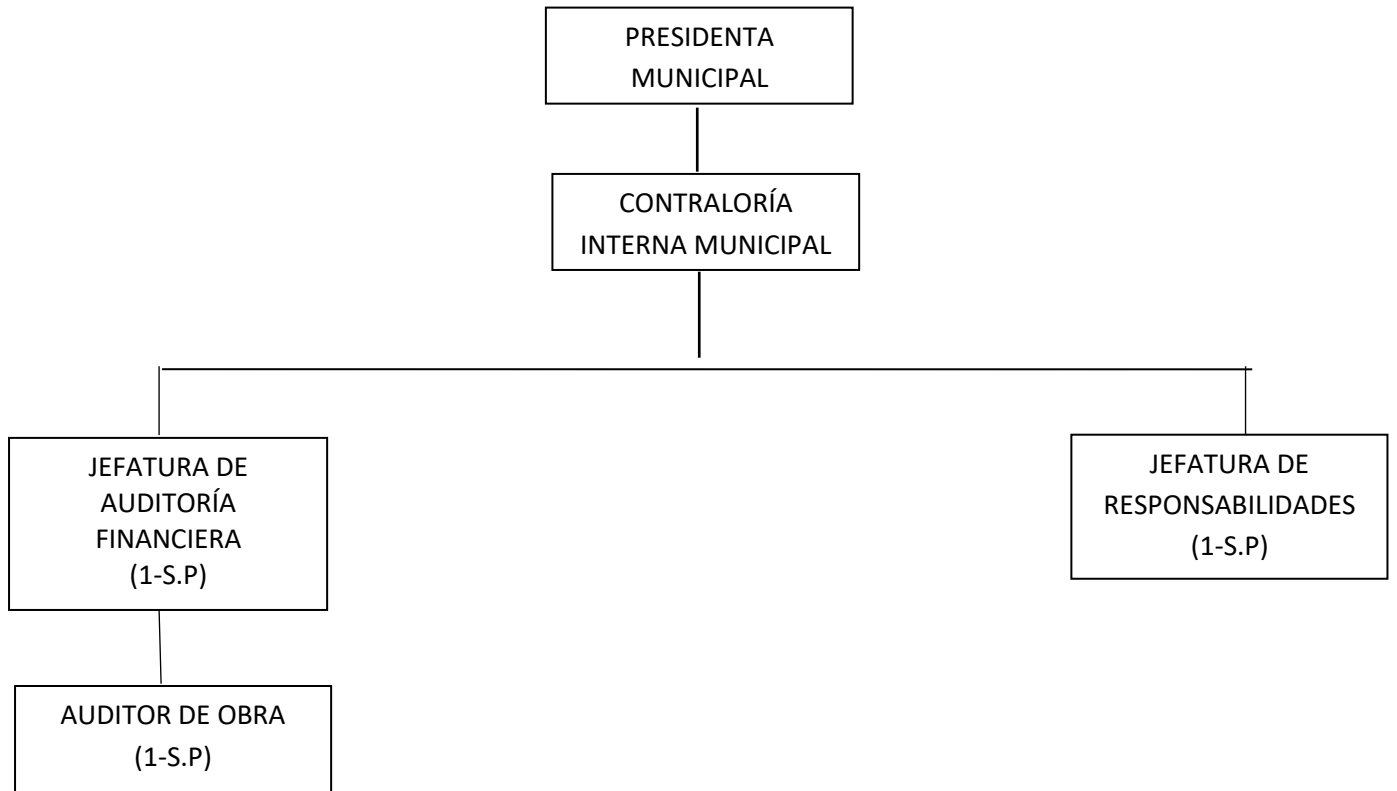 PRESIDENTA
MUNICIPAL
CONTRALORÍA
INTERNA MUNICIPAL
JEFATURA DE
AUDITORÍA
FINANCIERA
(1-S.P)
JEFATURA DE
RESPONSABILIDADES
(1-S.P)
AUDITOR DE OBRA
(1-S.P)